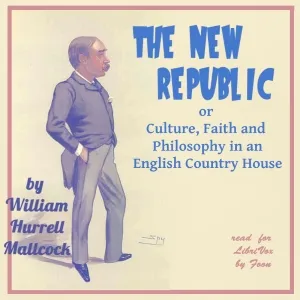 THE NEW
REPUBLIC
or
Culture, Faith and
Philosophy in an
English Country House
by
William
Hurrell
Mallcock
Spy
read for
LibriVox
by Foon